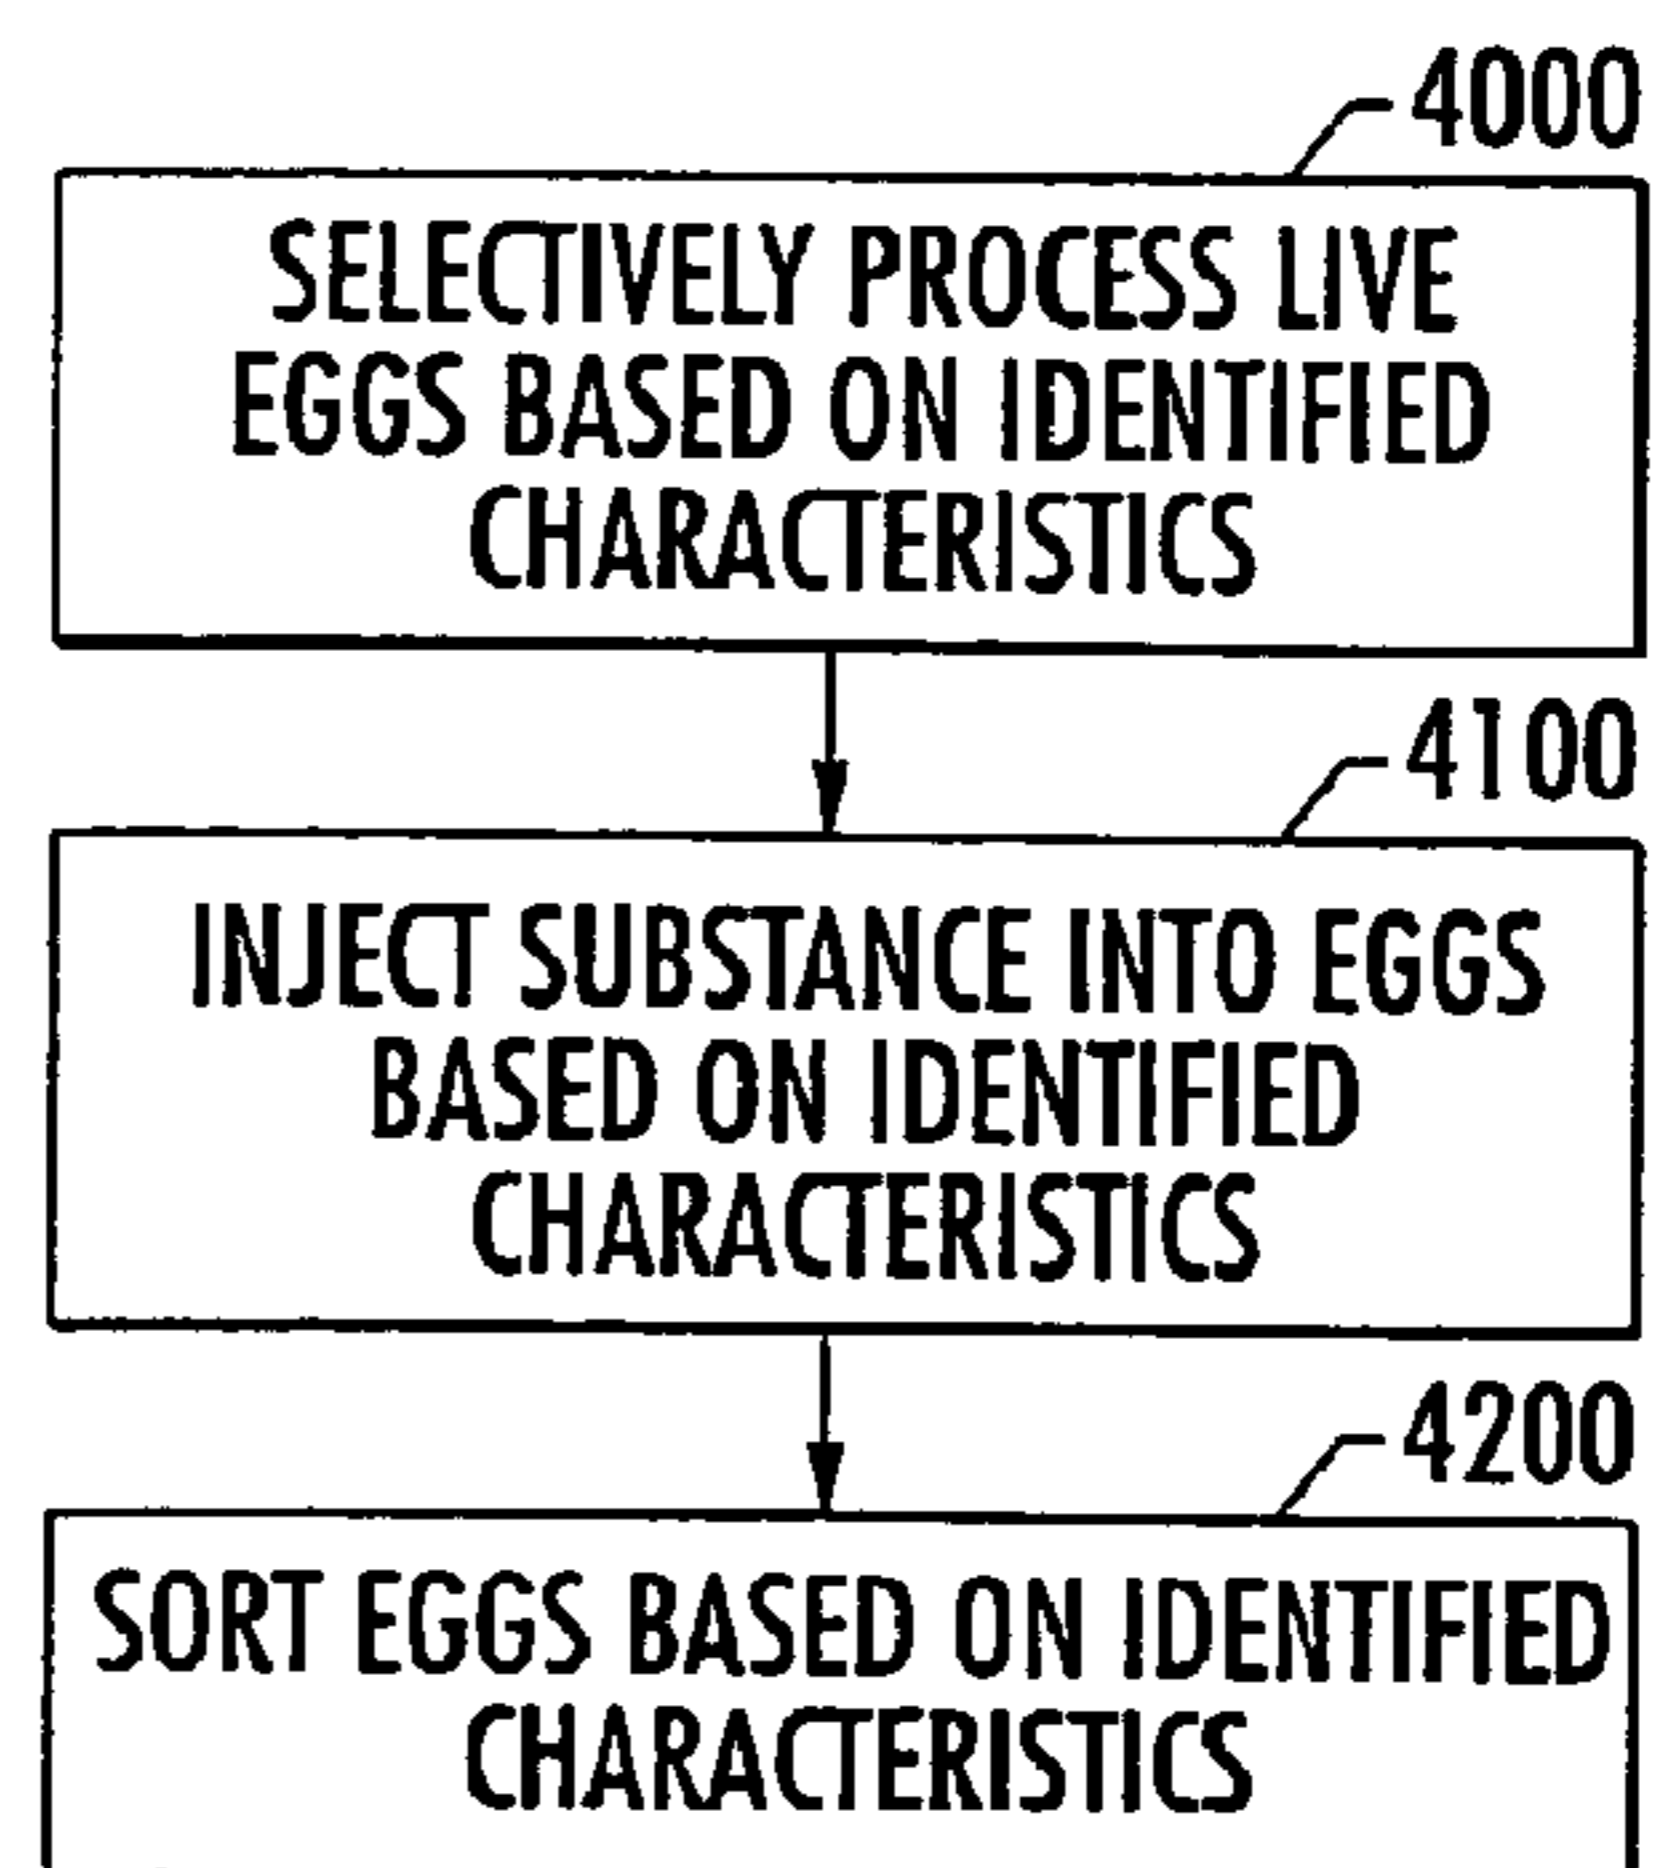 4000
SELECTIVELY PROCESS LIVE
EGGS BASED ON IDENTIFIED
CHARACTERISTICS
4100
INJECT SUBSTANCE INTO EGGS
BASED ON IDENTIFIED
CHARACTERISTICS
4200
SORT EGGS BASED ON IDENTIFIED
CHARACTERISTICS